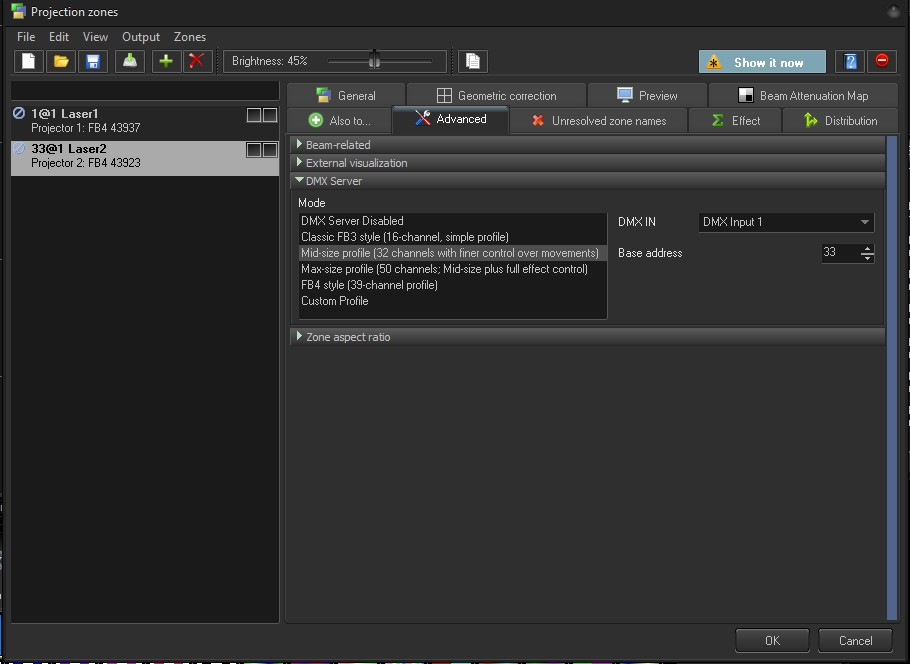 Projection zones
File Edit View Output Zones
Brightness: 45%
Show it now
1@1 Laser1
Projector 1: FB4 43937
33@1 Laser2
Projector 2: FB4 43923
General Geometric correction Preview Beam Attenuation Map
Also to... Advanced Unresolved zone names Effect Distribution
Beam-related
External visualization
DMX Server
Mode
DMX Server Disabled
Classic FB3 style (16-channel, simple profile)
Mid-size profile (32 channels with finer control over movements)
Max-size profile (50 channels; Mid-size plus full effect control)
FB4 style (39-channel profile)
Custom Profile
DMX IN DMX Input 1
Base address 33
Zone aspect ratio
OK Cancel